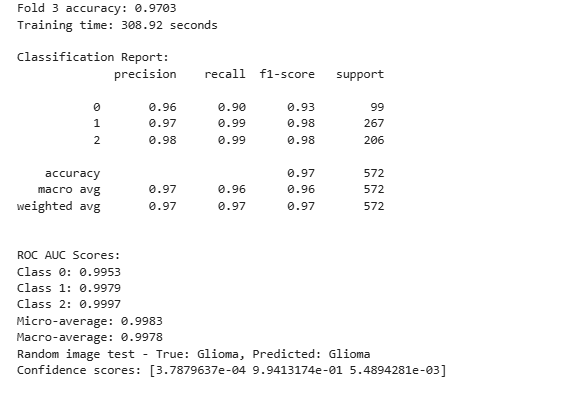 Fold 3 accuracy: 0.9703
Training time: 308.92 seconds
Classification Report:
precision recall f1-score support
0 0.96 0.90 0.93 99
1 0.97 0.99 0.98 267
2 0.98 0.99 0.98 206
accuracy 0.97 572
macro avg 0.97 0.96 0.96 572
weighted avg 0.97 0.97 0.97 572
ROC AUC Scores:
Class 0: 0.9953
Class 1: 0.9979
Class 2: 0.9997
Micro-average: 0.9983
Macro-average: 0.9978
Random image test - True: Glioma, Predicted: Glioma
Confidence scores: [3.7879637e-04 9.9413174e-01 5.4894281e-03]